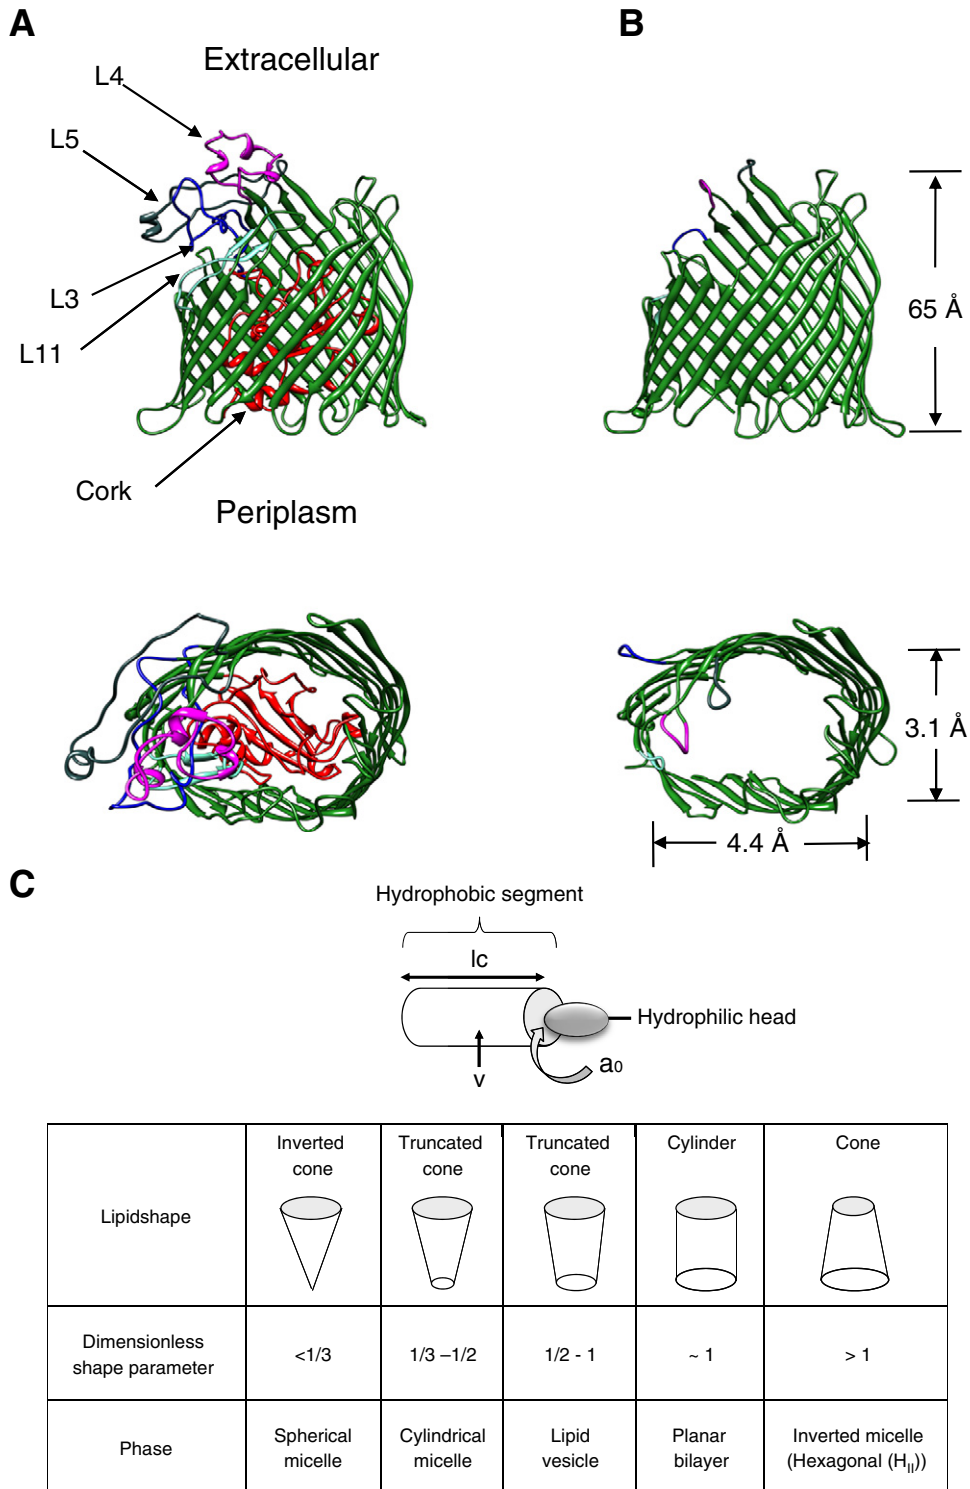 A
B
Extracellular
L4
L5
L3
L11
Cork
Periplasm
65 Å
3.1 Å
4.4 Å
C
Hydrophobic segment
lc
Hydrophilic head
a₀
v
Lipidshape
Inverted
cone
Truncated
cone
Truncated
cone
Cylinder
Cone
Dimensionless
shape parameter
<1/3
1/3 –1/2
1/2 - 1
~ 1
> 1
Phase
Spherical
micelle
Cylindrical
micelle
Lipid
vesicle
Planar
bilayer
Inverted micelle
(Hexagonal (H_II))